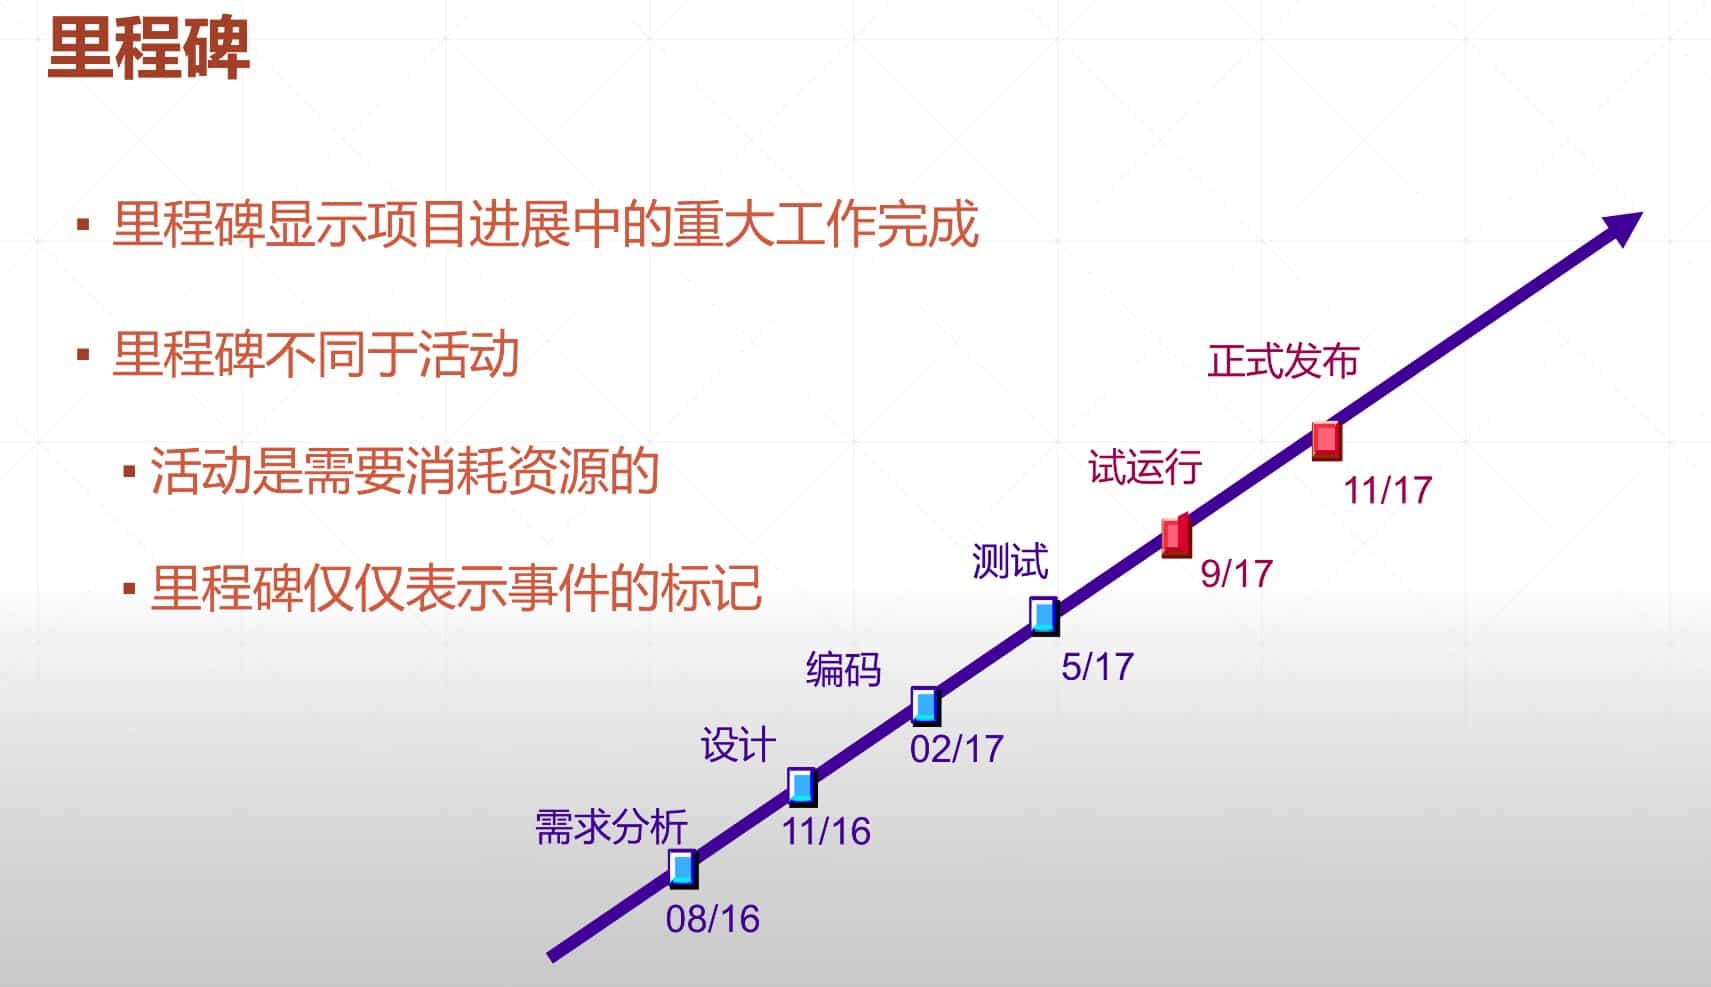 里程碑
里程碑显示项目进展中的重大工作完成
里程碑不同于活动
活动是需要消耗资源的
里程碑仅仅表示事件的标记
正式发布
11/17
试运行
9/17
测试
5/17
编码
02/17
设计
11/16
需求分析
08/16